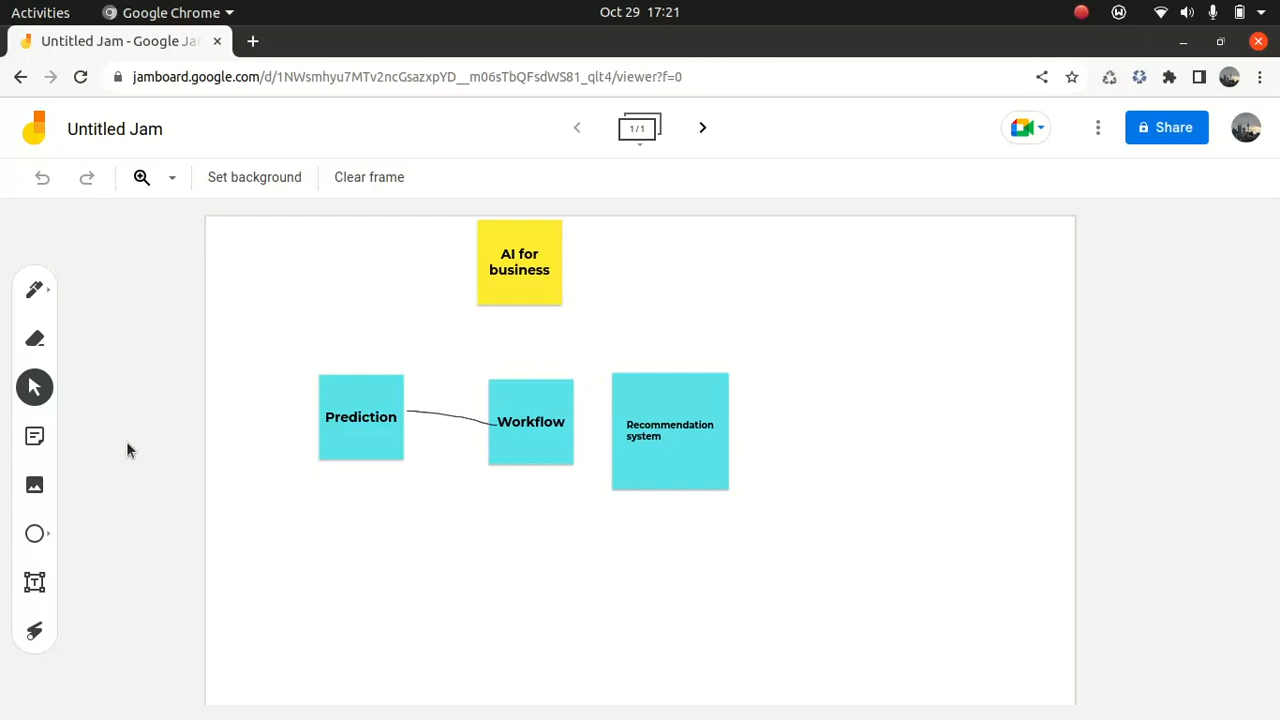 Activities
Google Chrome
Oct 29 17:21
Untitled Jam - Google Ja
jamboard.google.com/d/1NWsmhyu7MTv2ncGsazxpYD__m06sTbQFsdWS81_qlt4/viewer?f=0
Untitled Jam
1/1
Share
Set background
Clear frame
AI for
business
Prediction
Workflow
Recommendation
system